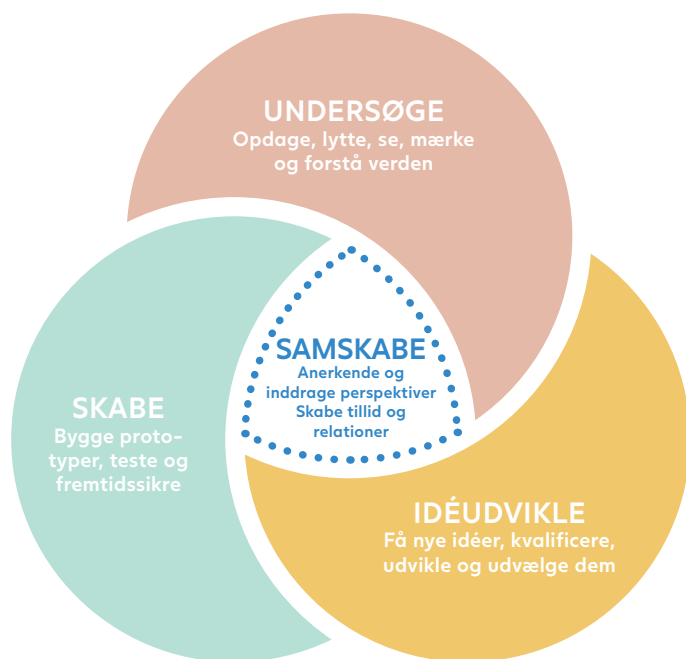 UNDERSØGE
Opdage, lytte, se, mærke
og forstå verden
SAMSKABE
Anerkende og
inddrage perspektiver
Skabe tillid og
relationer
SKABE
Bygge proto-
typer, teste og
fremtidssikre
IDÉUDVIKLE
Få nye idéer, kvalificere,
udvikle og udvælge dem